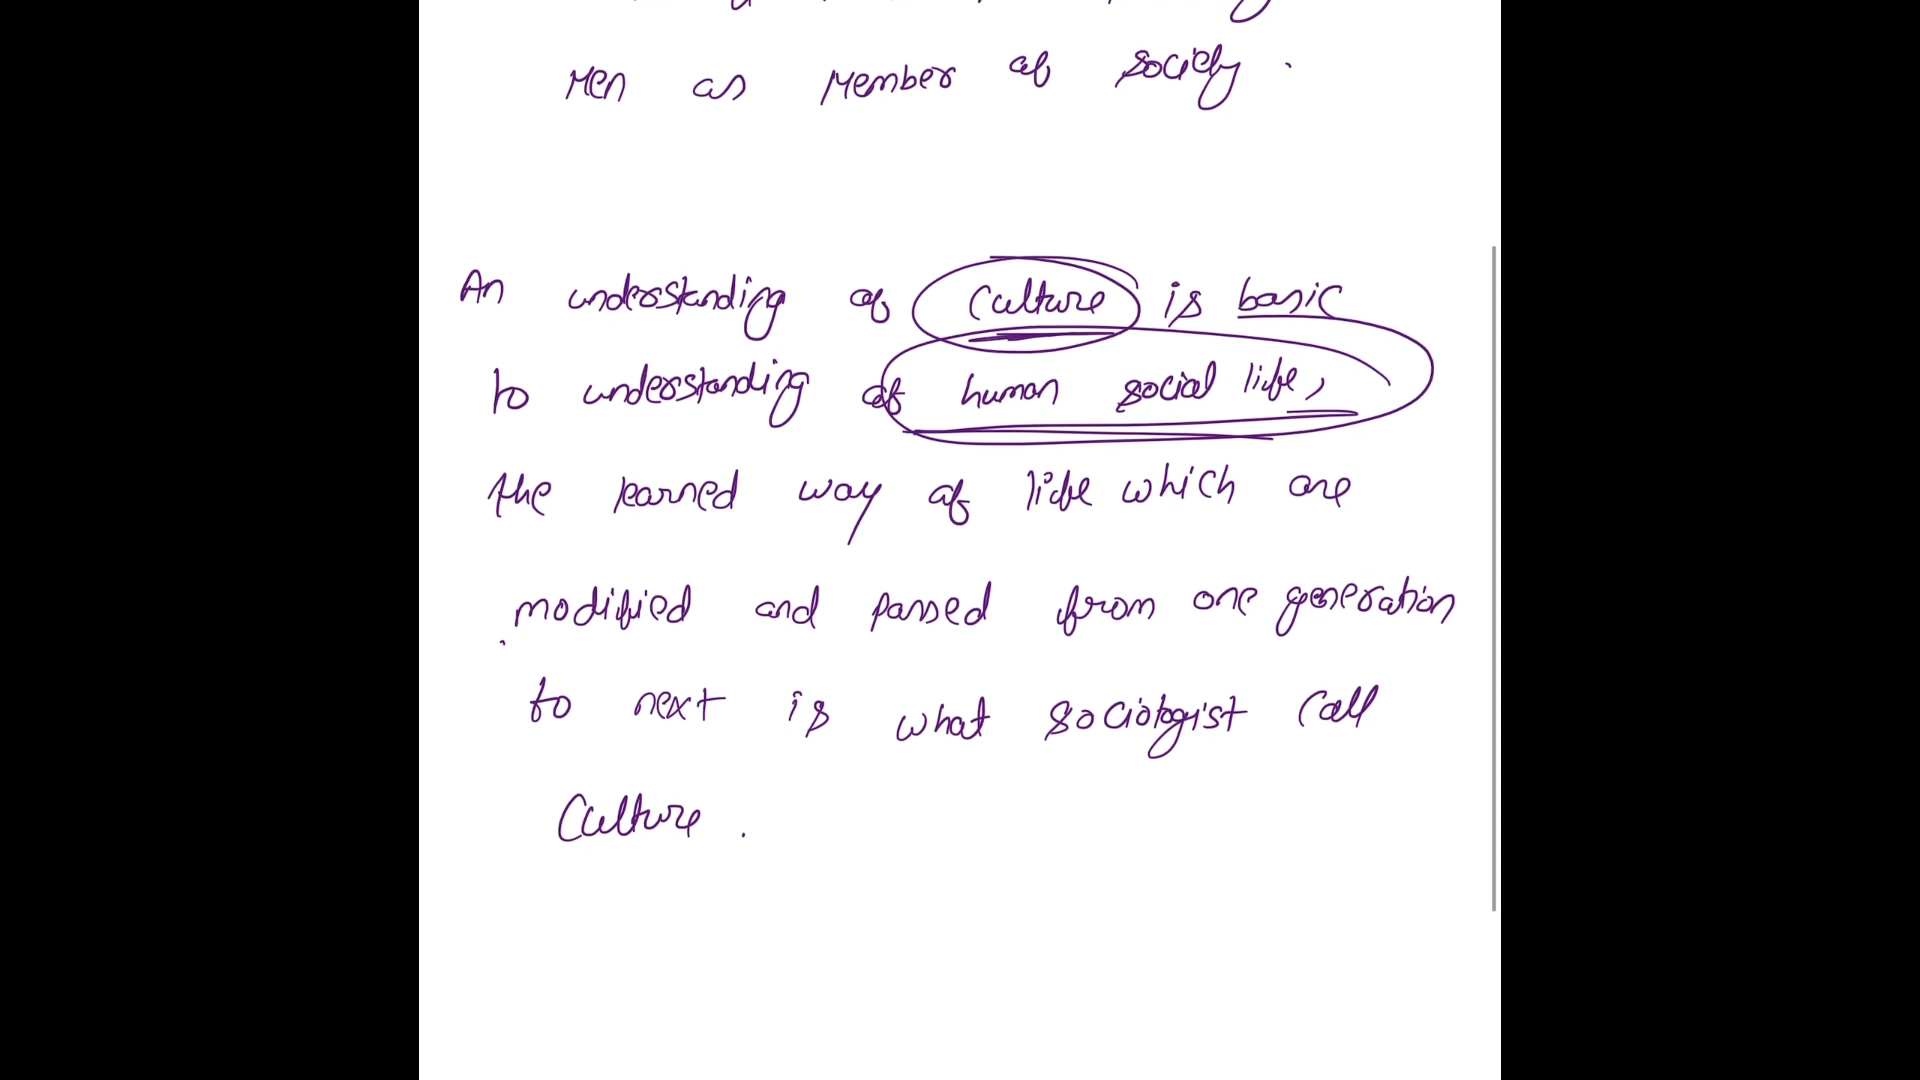 Men as Member of society.
An understanding of Culture is basic
to understanding of human social life,
the learned way of life which are
modified and passed from one generation
to next is what sociologist call
Culture.